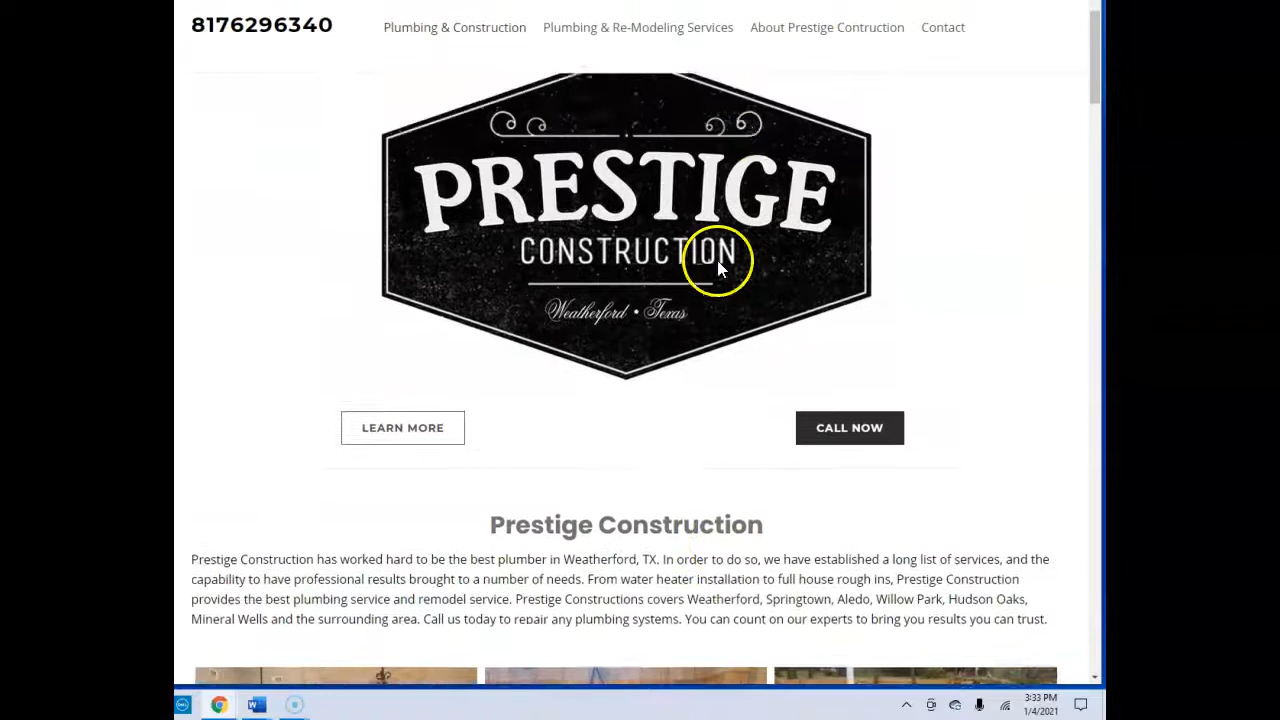 8176296340
Plumbing & Construction
Plumbing & Re-Modeling Services
About Prestige Contruction
Contact
PRESTIGE
CONSTRUCTION
Weatherford • Texas
LEARN MORE
CALL NOW
Prestige Construction
Prestige Construction has worked hard to be the best plumber in Weatherford, TX. In order to do so, we have established a long list of services, and the
capability to have professional results brought to a number of needs. From water heater installation to full house rough ins, Prestige Construction
provides the best plumbing service and remodel service. Prestige Constructions covers Weatherford, Springtown, Aledo, Willow Park, Hudson Oaks,
Mineral Wells and the surrounding area. Call us today to repair any plumbing systems. You can count on our experts to bring you results you can trust.
3:33 PM
1/4/2021